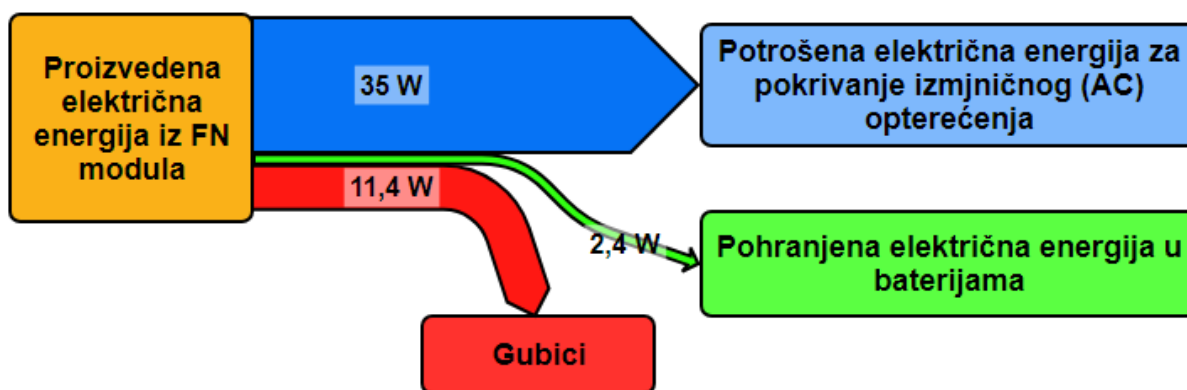 Proizvedena
električna
energija iz FN
modula
35 W
Potrošena električna energija za
pokrivanje izmjničnog (AC)
opterećenja
11,4 W
2,4 W
Pohranjena električna energija u
baterijama
Gubici